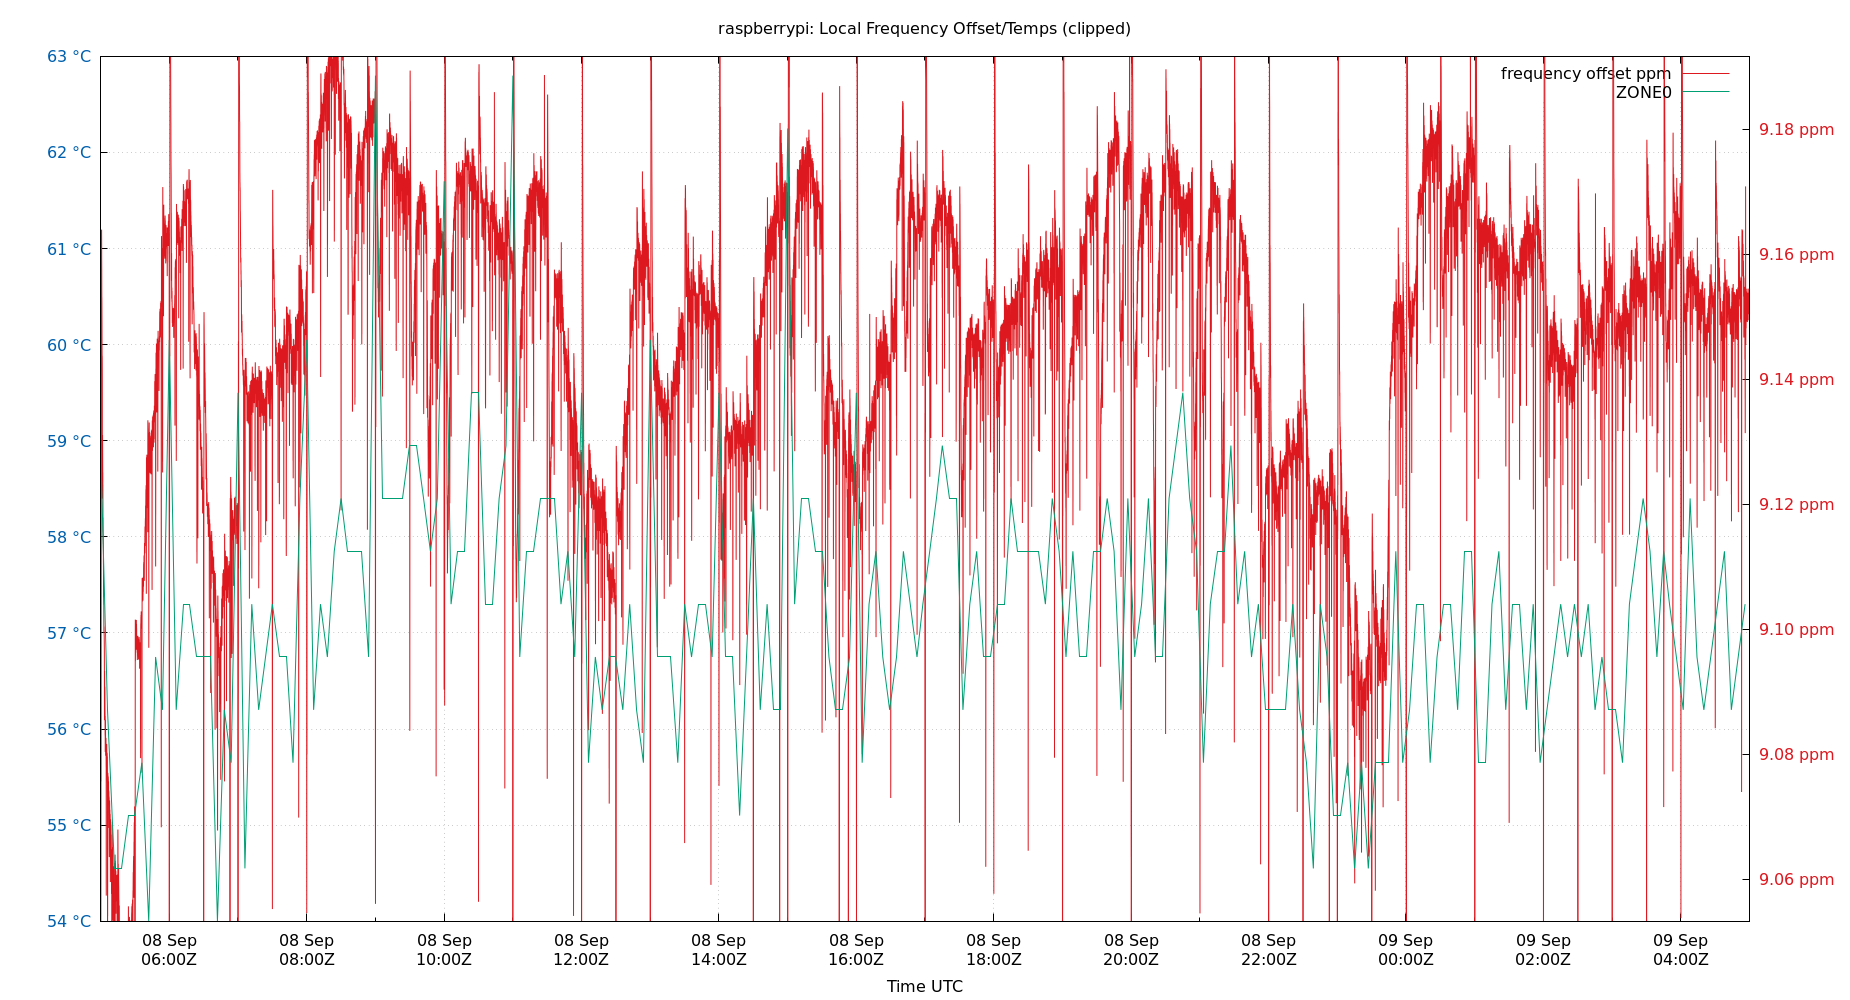 raspberrypi: Local Frequency Offset/Temps (clipped)
63 °C
62 °C
61 °C
60 °C
59 °C
58 °C
57 °C
56 °C
55 °C
54 °C
frequency offset ppm
ZONE0
9.18 ppm
9.16 ppm
9.14 ppm
9.12 ppm
9.10 ppm
9.08 ppm
9.06 ppm
08 Sep
06:00Z
08 Sep
08:00Z
08 Sep
10:00Z
08 Sep
12:00Z
08 Sep
14:00Z
08 Sep
16:00Z
08 Sep
18:00Z
08 Sep
20:00Z
08 Sep
22:00Z
09 Sep
00:00Z
09 Sep
02:00Z
09 Sep
04:00Z
Time UTC